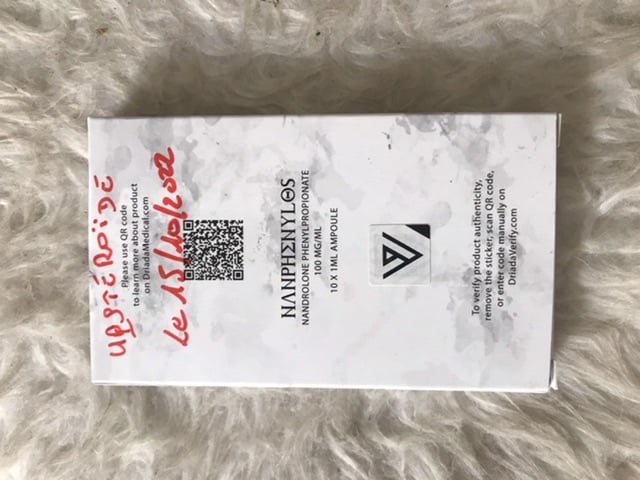 UPSTÉROÏDE
Le 15/10/2022
Please use QR code
to learn more about product
on DriadaMedical.com
NANPHENYLOS
NANDROLONE PHENYLPROPIONATE
100 MG/ML
10 X 1ML AMPOULE
To verify product authenticity,
remove the sticker, scan QR code,
or enter code manually on
DriadaVerify.com